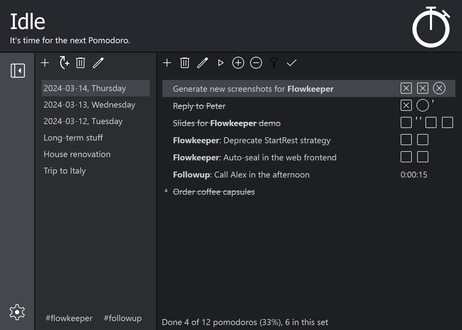 Idle
It's time for the next Pomodoro.
2024-03-14, Thursday
2024-03-13, Wednesday
2024-03-12, Tuesday
Long-term stuff
House renovation
Trip to Italy
#flowkeeper #followup
Generate new screenshots for Flowkeeper
Reply to Peter
Slides for Flowkeeper demo
Flowkeeper: Deprecate StartRest strategy
Flowkeeper: Auto-seal in the web frontend
Followup: Call Alex in the afternoon 0:00:15
* Order coffee capsules
Done 4 of 12 pomodoros (33%), 6 in this set